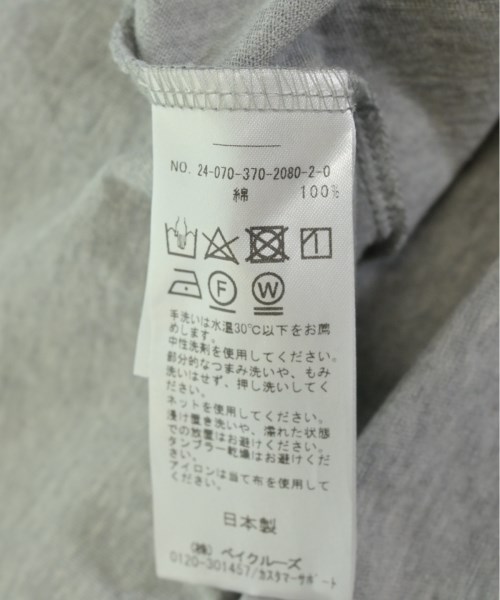 NO. 24-070-370-2080-2-0
綿 100%
F W
手洗いは水温30℃以下をお薦
めします。
中性洗剤を使用してください。
部分的なつまみ洗いや、もみ
洗いはせず、押し洗いしてく
ださい。
ネットを使用してください。
浸け置き洗いや、濡れた状態
での放置はお避けください。
タンブラー乾燥はお避けくだ
さい。
アイロンは当て布を使用して
ください。
日本製
(株) ベイクルーズ
0120-301457/カスタマーサポート